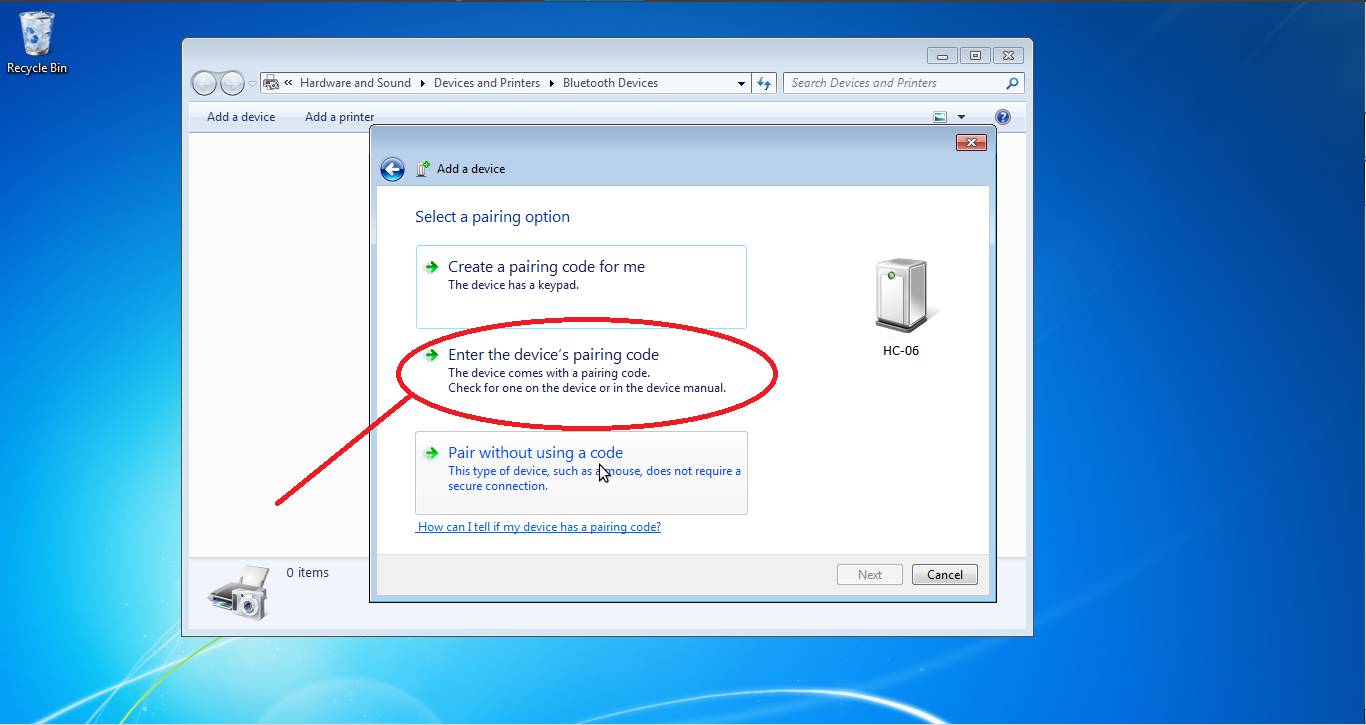 Recycle Bin
« Hardware and Sound Devices and Printers Bluetooth Devices
Search Devices and Printers
Add a device Add a printer
Add a device
Select a pairing option
Create a pairing code for me
The device has a keypad.
HC-06
Enter the device's pairing code
The device comes with a pairing code.
Check for one on the device or in the device manual.
Pair without using a code
This type of device, such as a mouse, does not require a
secure connection.
How can I tell if my device has a pairing code?
Next Cancel
0 items